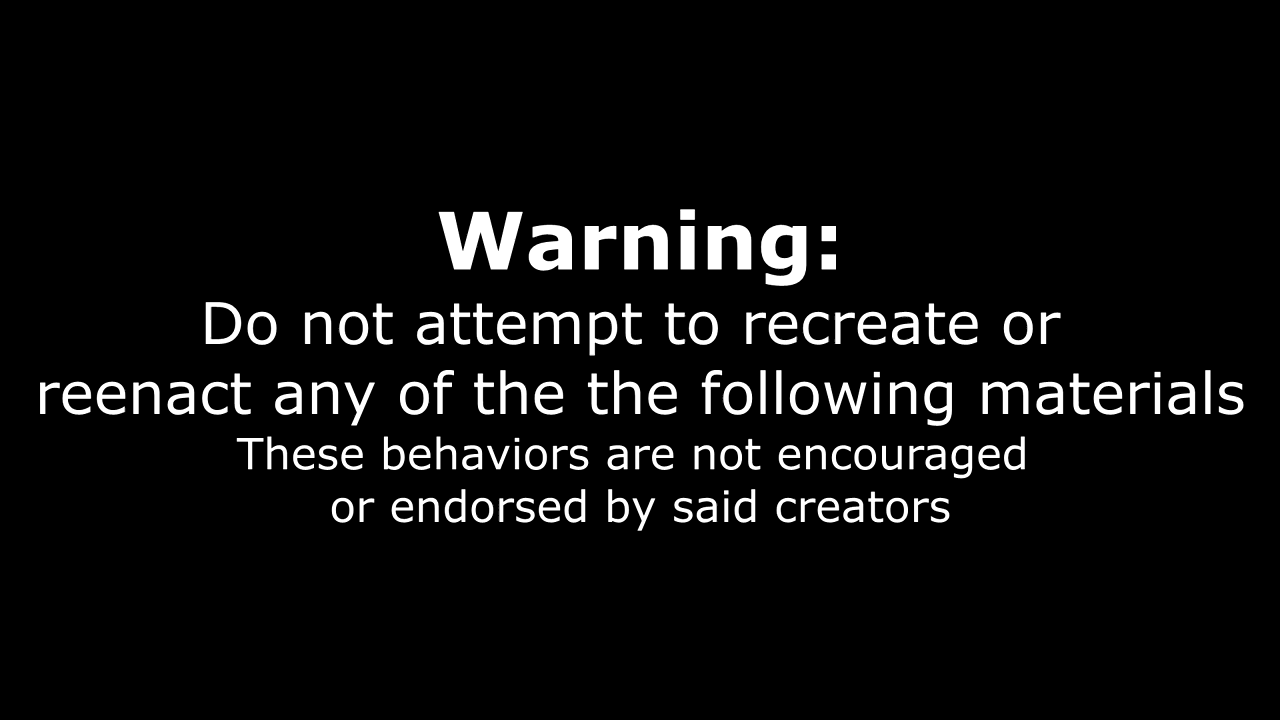 Warning:
Do not attempt to recreate or
reenact any of the the following materials
These behaviors are not encouraged
or endorsed by said creators